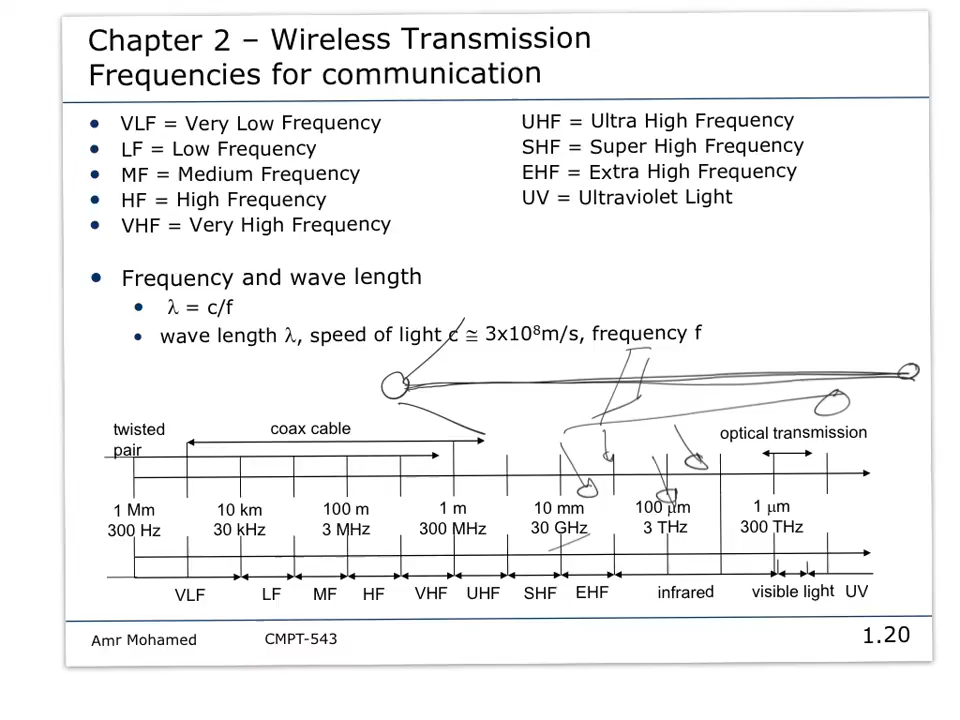 Chapter 2 – Wireless Transmission
Frequencies for communication
VLF = Very Low Frequency
LF = Low Frequency
MF = Medium Frequency
HF = High Frequency
VHF = Very High Frequency
UHF = Ultra High Frequency
SHF = Super High Frequency
EHF = Extra High Frequency
UV = Ultraviolet Light
Frequency and wave length
λ = c/f
wave length λ, speed of light c ≅ 3x10⁸m/s, frequency f
twisted pair
coax cable
optical transmission
1 Mm
300 Hz
10 km
30 kHz
100 m
3 MHz
1 m
300 MHz
10 mm
30 GHz
100 μm
3 THz
1 μm
300 THz
VLF LF MF HF VHF UHF SHF EHF infrared visible light UV
Amr Mohamed CMPT-543 1.20